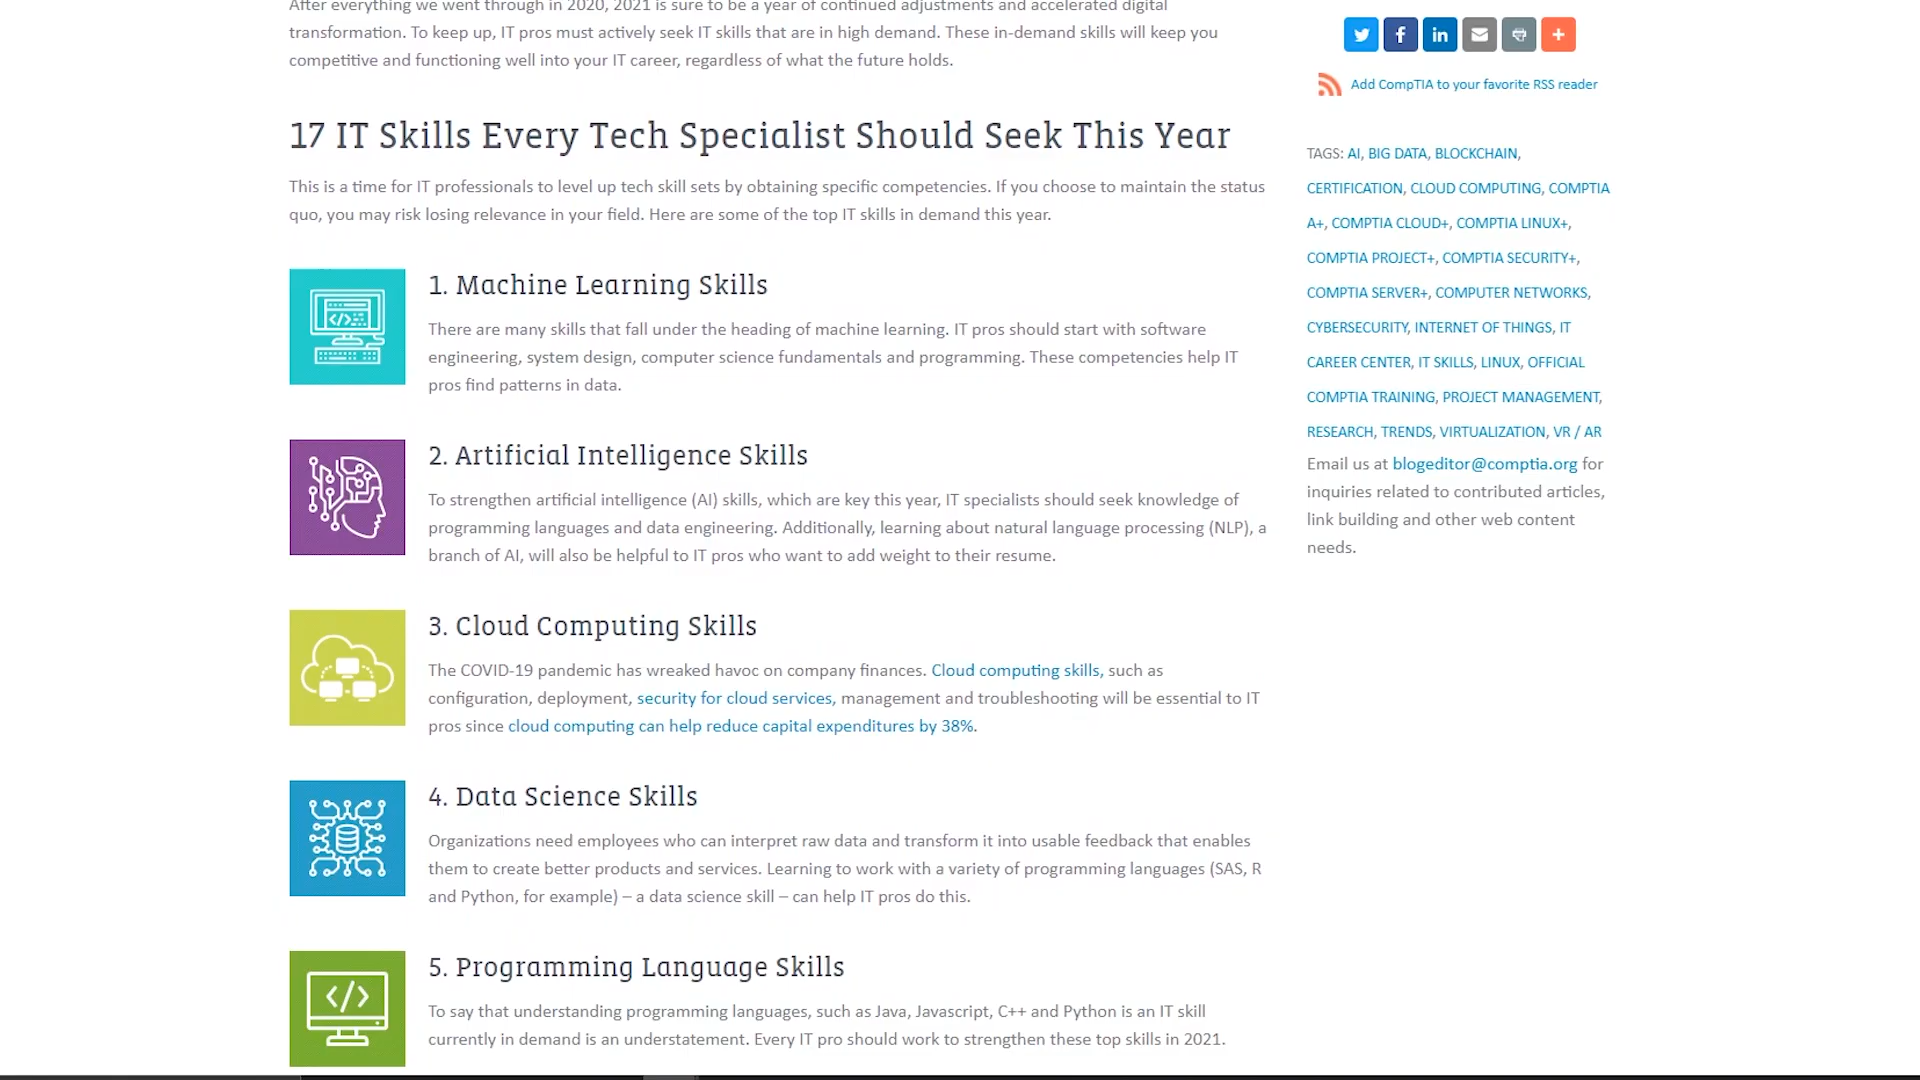 After everything we went through in 2020, 2021 is sure to be a year of continued adjustments and accelerated digital
transformation. To keep up, IT pros must actively seek IT skills that are in high demand. These in-demand skills will keep you
competitive and functioning well into your IT career, regardless of what the future holds.
17 IT Skills Every Tech Specialist Should Seek This Year
This is a time for IT professionals to level up tech skill sets by obtaining specific competencies. If you choose to maintain the status
quo, you may risk losing relevance in your field. Here are some of the top IT skills in demand this year.
1. Machine Learning Skills
There are many skills that fall under the heading of machine learning. IT pros should start with software
engineering, system design, computer science fundamentals and programming. These competencies help IT
pros find patterns in data.
2. Artificial Intelligence Skills
To strengthen artificial intelligence (AI) skills, which are key this year, IT specialists should seek knowledge of
programming languages and data engineering. Additionally, learning about natural language processing (NLP), a
branch of AI, will also be helpful to IT pros who want to add weight to their resume.
3. Cloud Computing Skills
The COVID-19 pandemic has wreaked havoc on company finances. Cloud computing skills, such as
configuration, deployment, security for cloud services, management and troubleshooting will be essential to IT
pros since cloud computing can help reduce capital expenditures by 38%.
4. Data Science Skills
Organizations need employees who can interpret raw data and transform it into usable feedback that enables
them to create better products and services. Learning to work with a variety of programming languages (SAS, R
and Python, for example) – a data science skill – can help IT pros do this.
5. Programming Language Skills
To say that understanding programming languages, such as Java, Javascript, C++ and Python is an IT skill
currently in demand is an understatement. Every IT pro should work to strengthen these top skills in 2021.
Add CompTIA to your favorite RSS reader
TAGS: AI, BIG DATA, BLOCKCHAIN,
CERTIFICATION, CLOUD COMPUTING, COMPTIA
A+, COMPTIA CLOUD+, COMPTIA LINUX+,
COMPTIA PROJECT+, COMPTIA SECURITY+,
COMPTIA SERVER+, COMPUTER NETWORKS,
CYBERSECURITY, INTERNET OF THINGS, IT
CAREER CENTER, IT SKILLS, LINUX, OFFICIAL
COMPTIA TRAINING, PROJECT MANAGEMENT,
RESEARCH, TRENDS, VIRTUALIZATION, VR / AR
Email us at blogeditor@comptia.org for
inquiries related to contributed articles,
link building and other web content
needs.